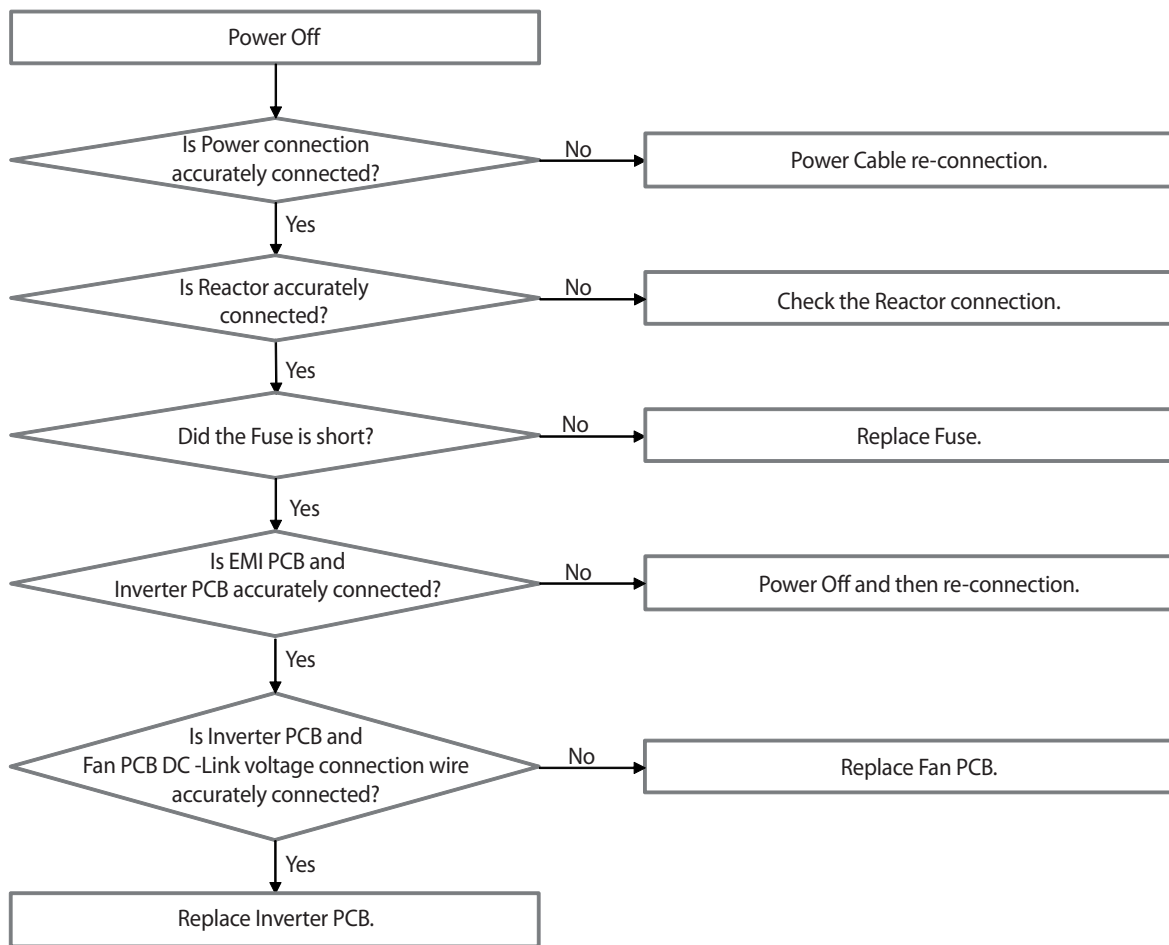 Power Off
Is Power connection
accurately connected?
No
Power Cable re-connection.
Yes
Is Reactor accurately
connected?
No
Check the Reactor connection.
Yes
Did the Fuse is short?
No
Replace Fuse.
Yes
Is EMI PCB and
Inverter PCB accurately connected?
No
Power Off and then re-connection.
Yes
Is Inverter PCB and
Fan PCB DC -Link voltage connection wire
accurately connected?
No
Replace Fan PCB.
Yes
Replace Inverter PCB.